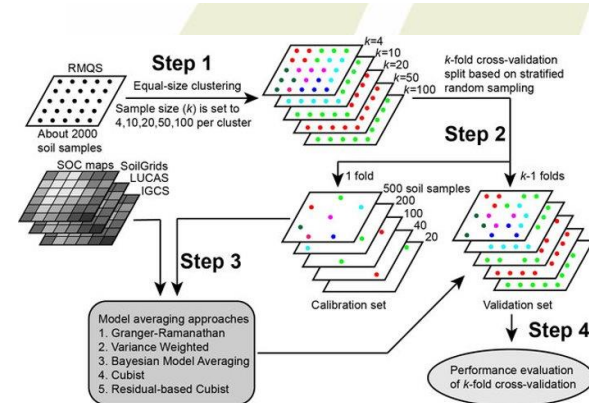 RMQS
Step 1
Equal-size clustering
Sample size (k) is set to
4,10,20,50,100 per cluster
About 2000
soil samples
k=4
k=10
k=20
k=50
k=100
k-fold cross-validation
split based on stratified
random sampling
Step 2
1 fold
k-1 folds
SOC maps
SoilGrids
LUCAS
IGCS
500 soil samples
200
100
40
20
Calibration set
Validation set
Step 3
Model averaging approaches
1. Granger-Ramanathan
2. Variance Weighted
3. Bayesian Model Averaging
4. Cubist
5. Residual-based Cubist
Step 4
Performance evaluation
of k-fold cross-validation